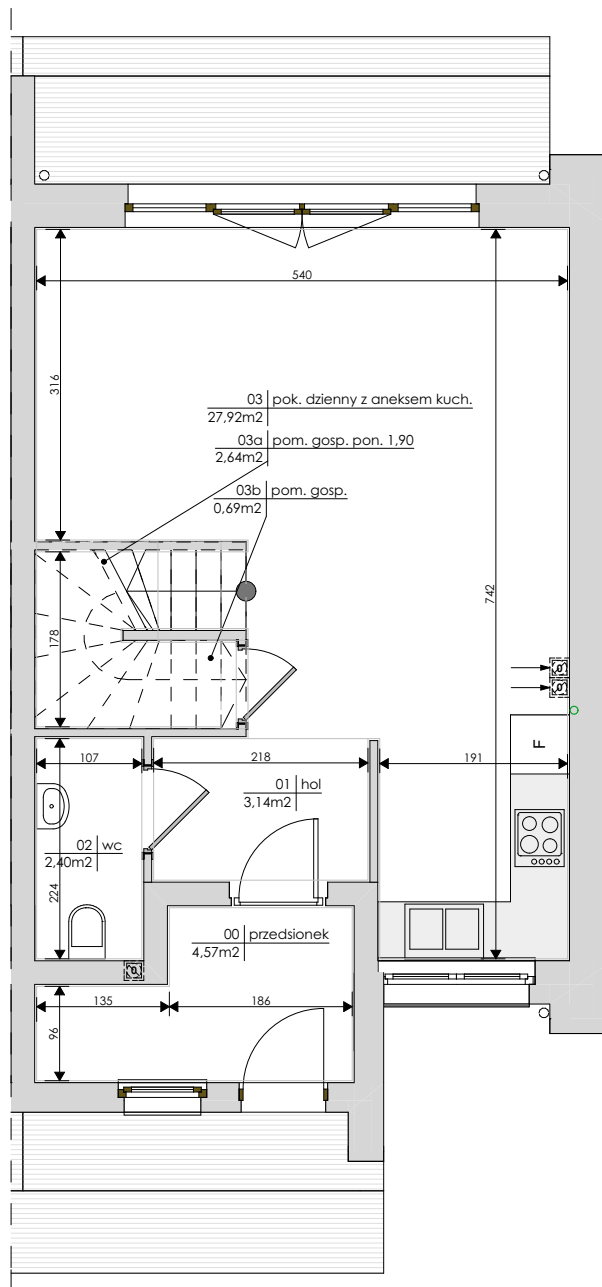 540
316
03 pok. dzienny z aneksem kuch.
27,92m2
03a pom. gosp. pon. 1,90
2,64m2
03b pom. gosp.
0,69m2
742
178
F
107
218
191
01 hol
3,14m2
02 wc
2,40m2
224
00 przedsionek
4,57m2
135
186
96